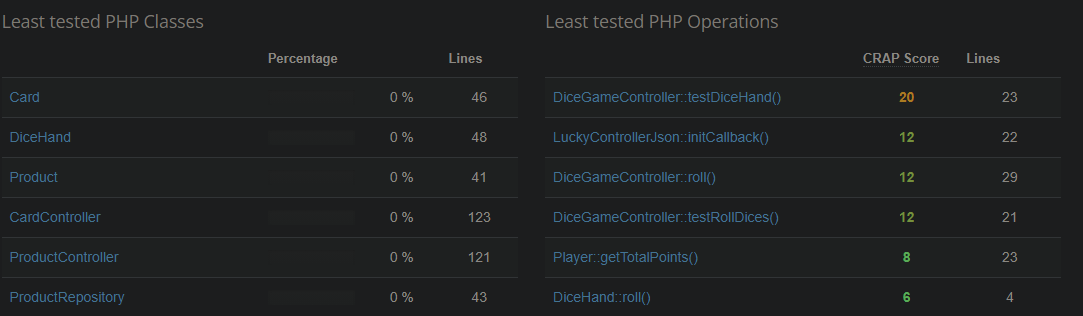 Least tested PHP Classes
Percentage Lines
Card 0 % 46
DiceHand 0 % 48
Product 0 % 41
CardController 0 % 123
ProductController 0 % 121
ProductRepository 0 % 43
Least tested PHP Operations
CRAP Score Lines
DiceGameController::testDiceHand() 20 23
LuckyControllerJson::initCallback() 12 22
DiceGameController::roll() 12 29
DiceGameController::testRollDices() 12 21
Player::getTotalPoints() 8 23
DiceHand::roll() 6 4